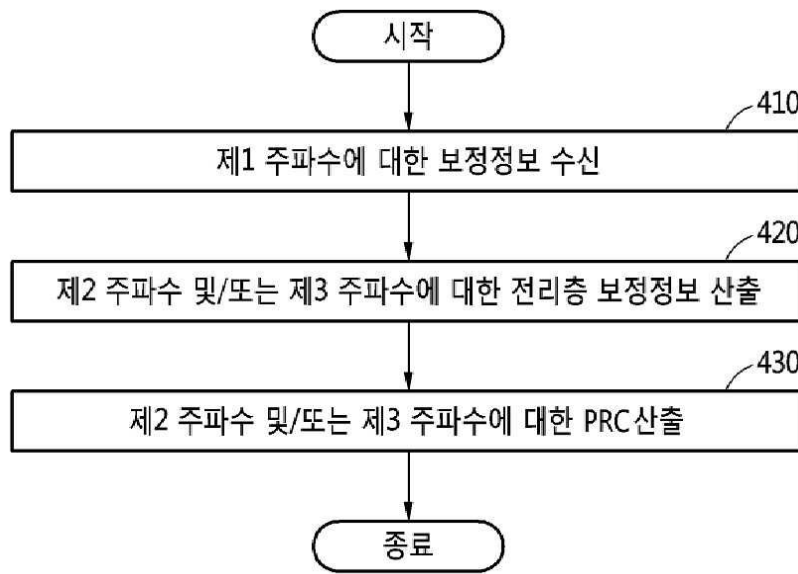 시작
410
제1 주파수에 대한 보정정보 수신
420
제2 주파수 및/또는 제3 주파수에 대한 전리층 보정정보 산출
430
제2 주파수 및/또는 제3 주파수에 대한 PRC 산출
종료